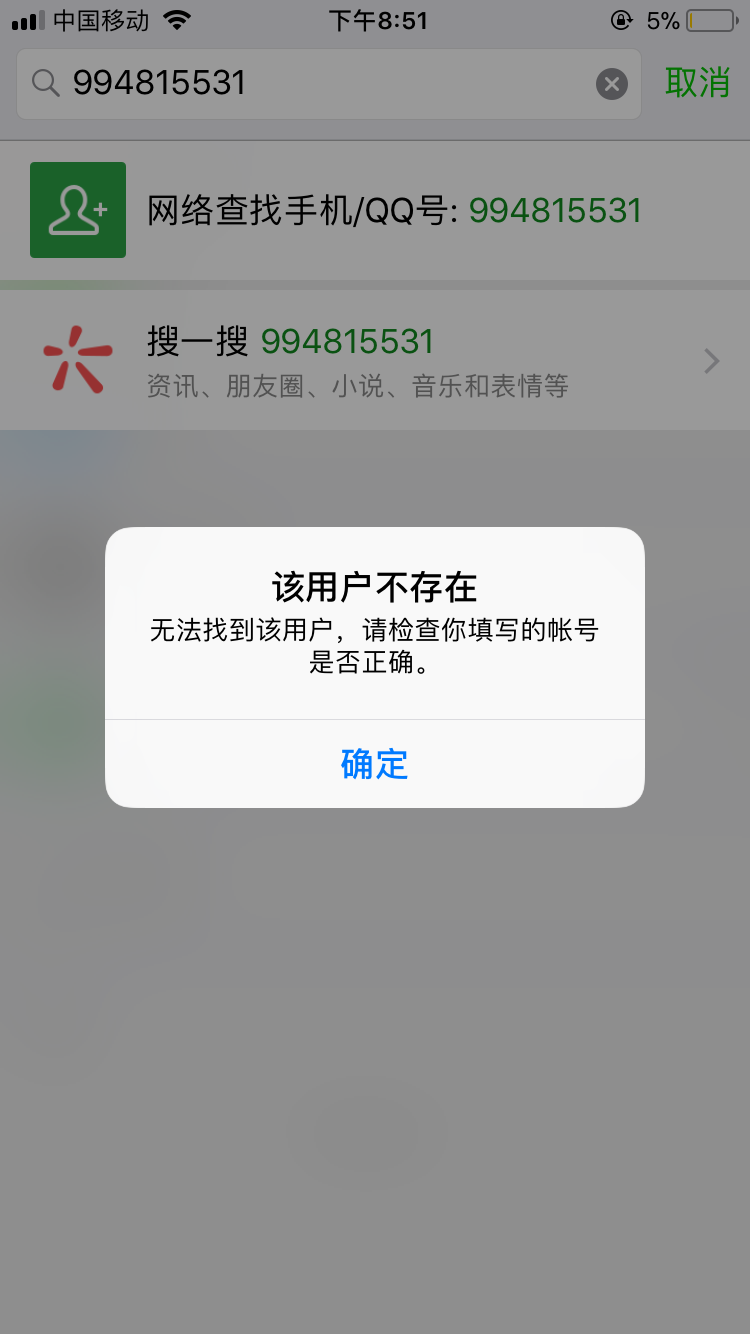 中国移动 下午8:51 5%
994815531 取消
网络查找手机/QQ号: 994815531
搜一搜 994815531
资讯、朋友圈、小说、音乐和表情等
该用户不存在
无法找到该用户，请检查你填写的帐号
是否正确。
确定